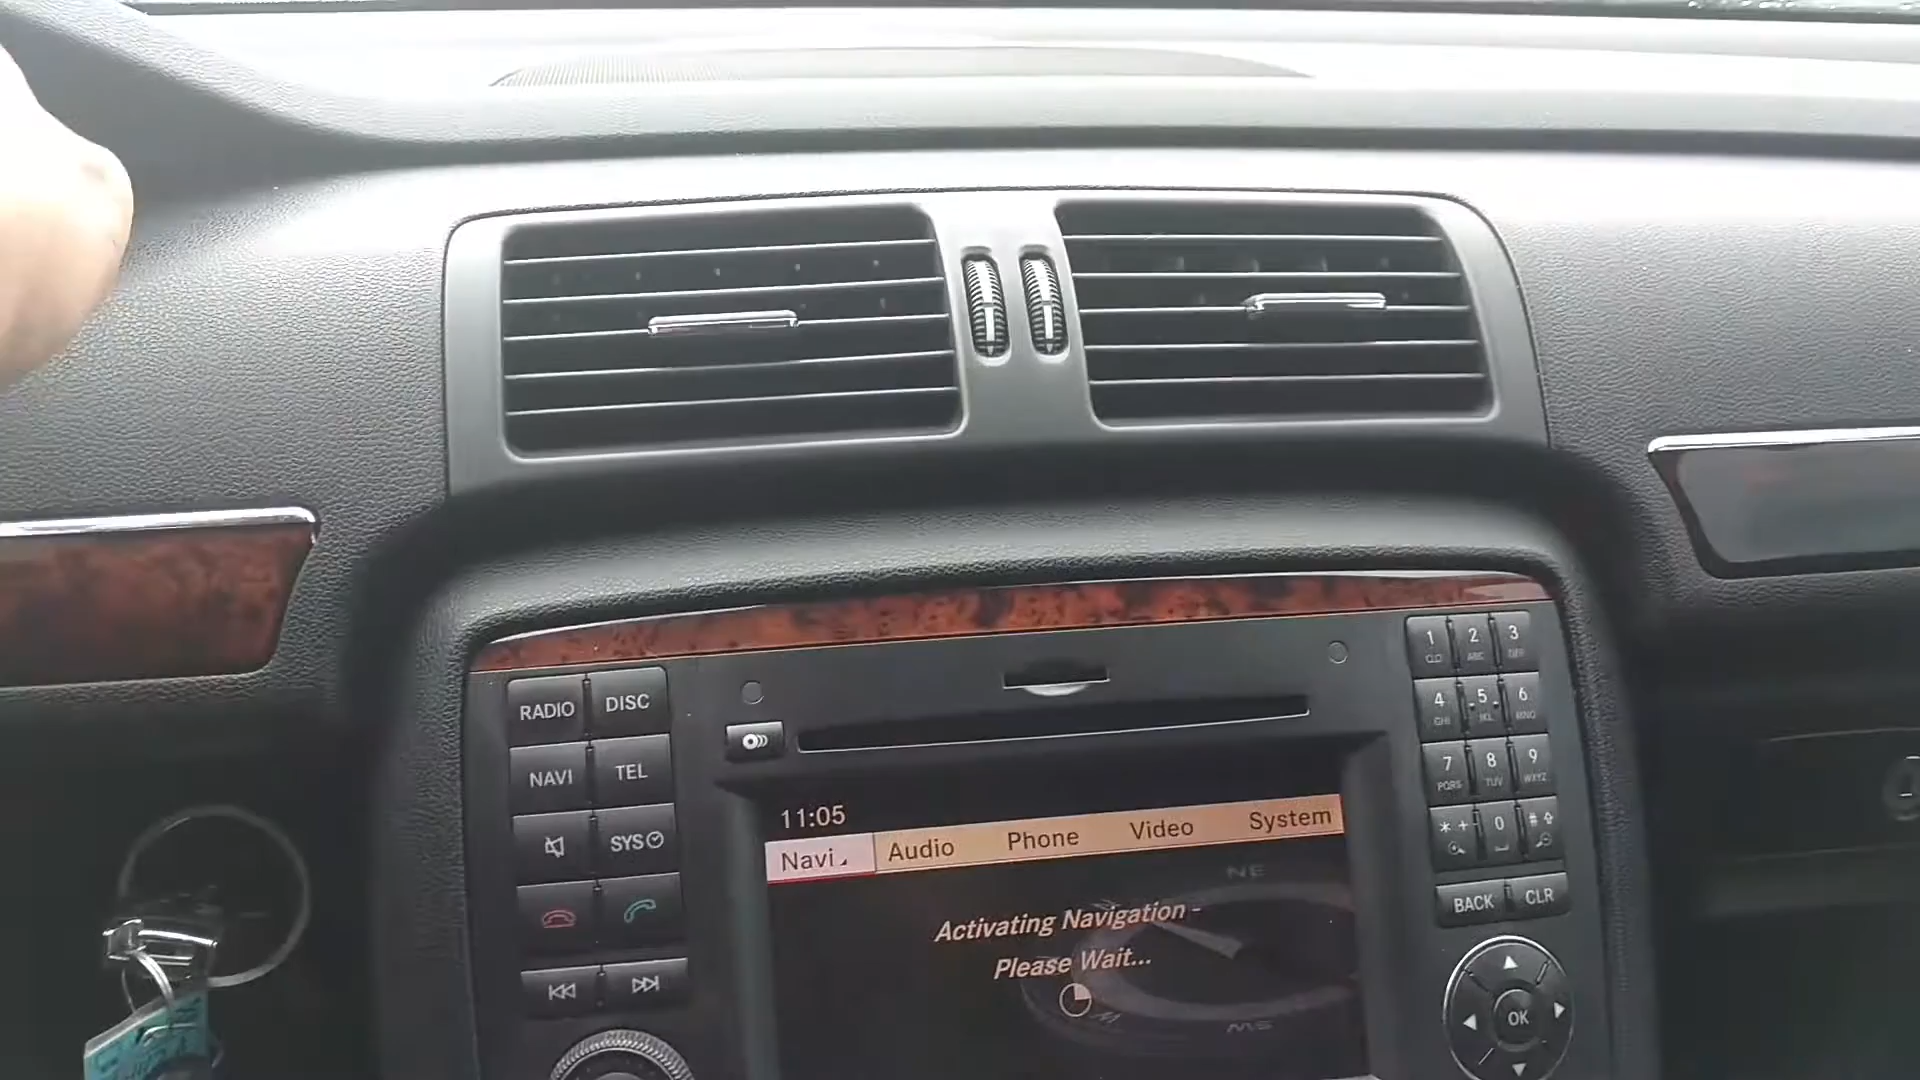 RADIO DISC
NAVI TEL
SYS
11:05
Navi Audio Phone Video System
NE
Activating Navigation -
Please Wait...
1 2 3
ABC DEF
4 5 6
GHI JKL MNO
7 8 9
PQRS TUV WXYZ
* + 0 #
BACK CLR
OK